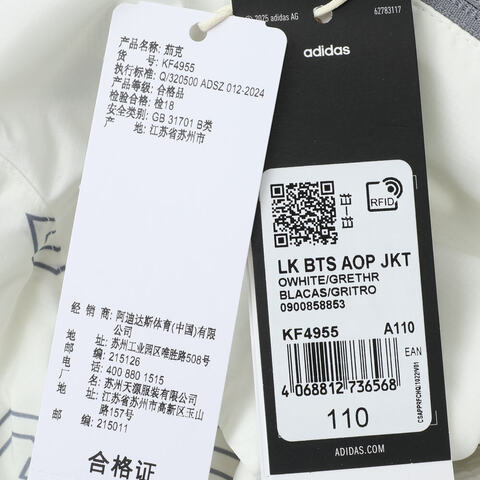 产品名称: 茄克
货 号: KF4955
执行标准: Q/320500 ADSZ 012-2024
产品等级: 合格品
检验合格: 检18
安全类别: GB 31701 B类
产 地: 江苏省苏州市
经 销 商: 阿迪达斯体育(中国)有限
公司
地 址: 苏州工业园区唯胜路508号
邮 编: 215126
电 话: 400 880 1515
制 造 商: 苏州天源服装有限公司
地 址: 江苏省苏州市高新区玉山
路157号
邮 编: 215011
合格证
© 2025 adidas AG
62783117
adidas
RFID
LK BTS AOP JKT
OWHITE/GRETHR
BLACAS/GRITRO
0900858853
KF4955 A110
EAN
4 068812 736568
110
ADIDAS.COM